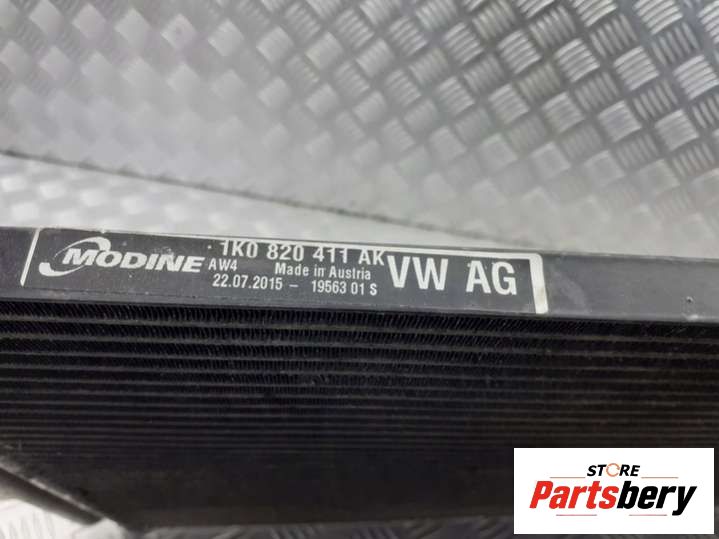 MODINE
1K0 820 411 AK
AW4 Made in Austria
22.07.2015 - 19563 01 S
VW AG
STORE
Partsbery